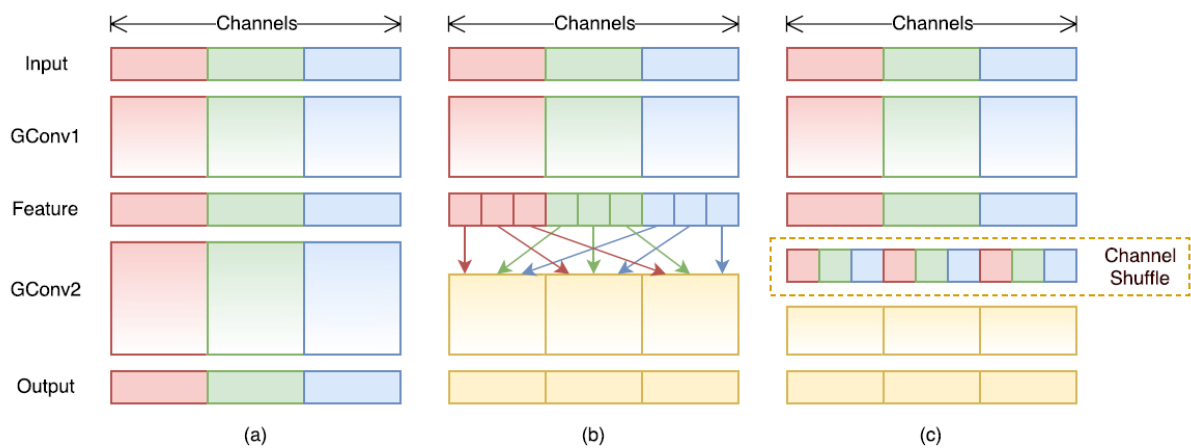 Channels
Channels
Channels
Input
GConv1
Feature
GConv2
Channel
Shuffle
Output
(a)
(b)
(c)